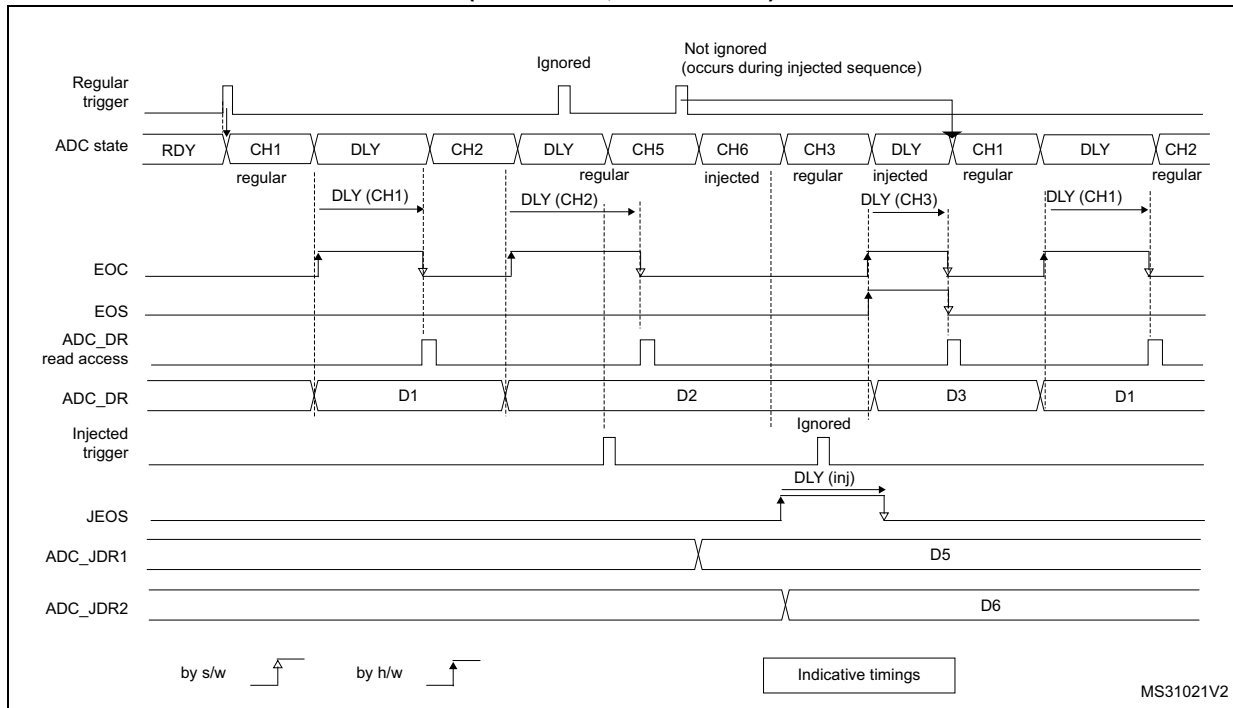 Ignored
Not ignored
(occurs during injected sequence)
Regular
trigger
ADC state
RDY CH1 DLY CH2 DLY CH5 CH6 CH3 DLY CH1 DLY CH2
regular regular injected regular injected regular regular
DLY (CH1) DLY (CH2) DLY (CH3) DLY (CH1)
EOC
EOS
ADC_DR
read access
ADC_DR D1 D2 D3 D1
Injected
trigger
Ignored
DLY (inj)
JEOS
ADC_JDR1 D5
ADC_JDR2 D6
by s/w by h/w Indicative timings
MS31021V2